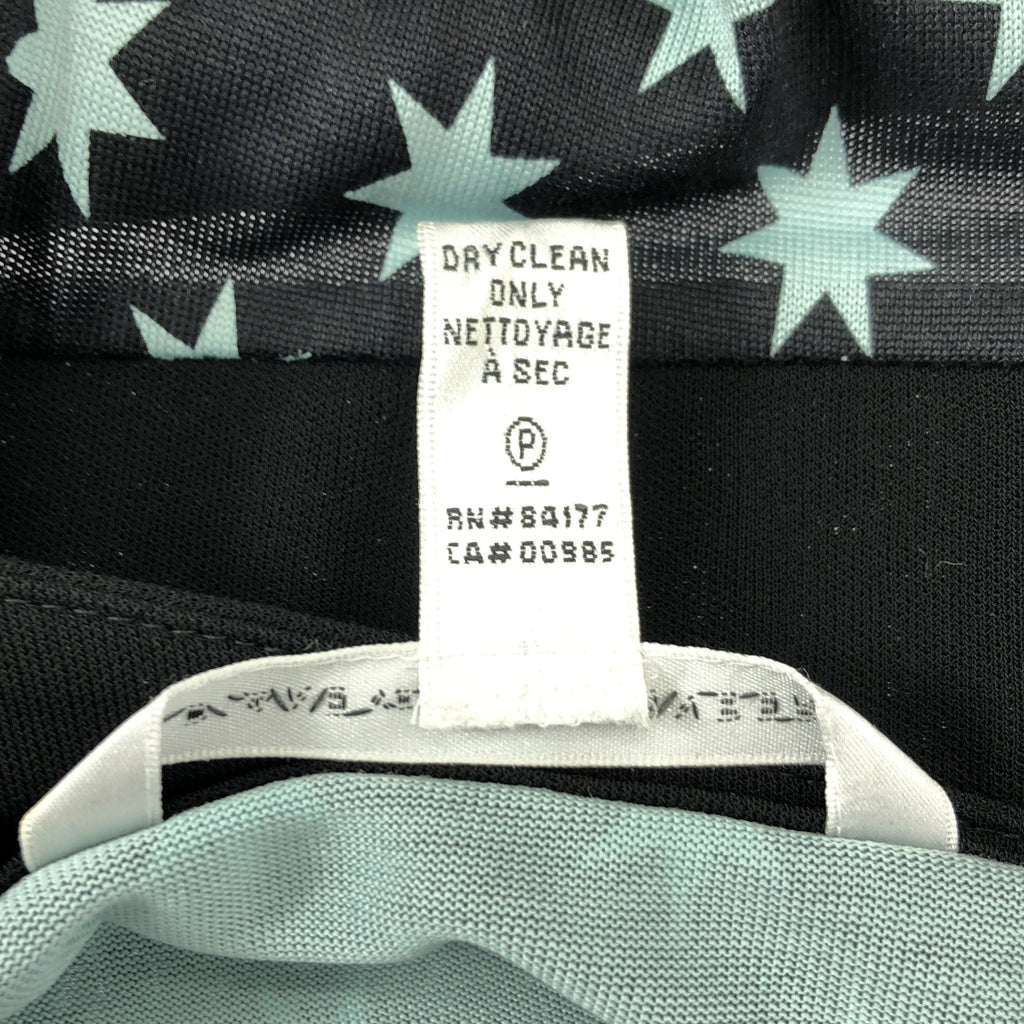 DRY CLEAN
ONLY
NETTOYAGE
À SEC
P
RN#84177
CA#00985